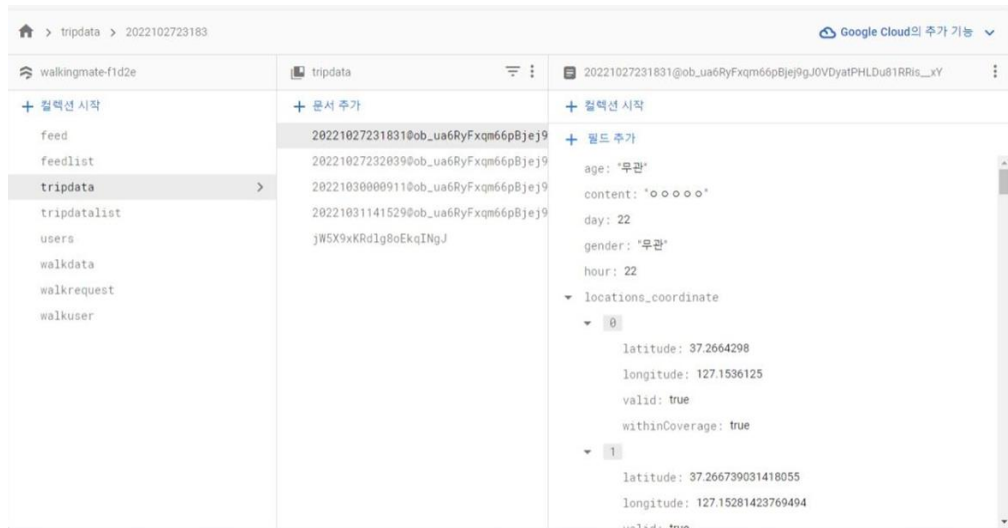 tripdata > 2022102723183
Google Cloud의 추가 기능
walkingmate-f1d2e
+ 컬렉션 시작
feed
feedlist
tripdata
tripdatalist
users
walkdata
walkrequest
walkuser
tripdata
+ 문서 추가
20221027231831@ob_ua6RyFxqm66pBjej9
20221027232039@ob_ua6RyFxqm66pBjej9
20221030000911@ob_ua6RyFxqm66pBjej9
20221031141529@ob_ua6RyFxqm66pBjej9
jW5X9xKRdlg8oEkqINgJ
20221027231831@ob_ua6RyFxqm66pBjej9gJ0VDyatPHLDu81RRis__xY
+ 컬렉션 시작
+ 필드 추가
age: "무관"
content: "ㅇㅇㅇㅇㅇ"
day: 22
gender: "무관"
hour: 22
locations_coordinate
0
latitude: 37.2664298
longitude: 127.1536125
valid: true
withinCoverage: true
1
latitude: 37.266739031418055
longitude: 127.15281423769494
valid: true